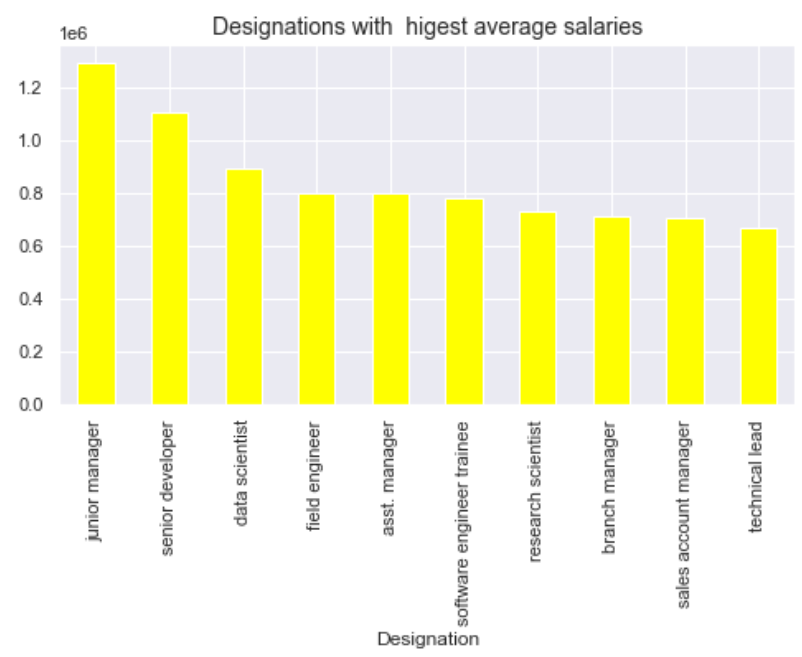 Designations with  higest average salaries
1e6
1.2
1.0
0.8
0.6
0.4
0.2
0.0
junior manager
senior developer
data scientist
field engineer
asst. manager
software engineer trainee
research scientist
branch manager
sales account manager
technical lead
Designation